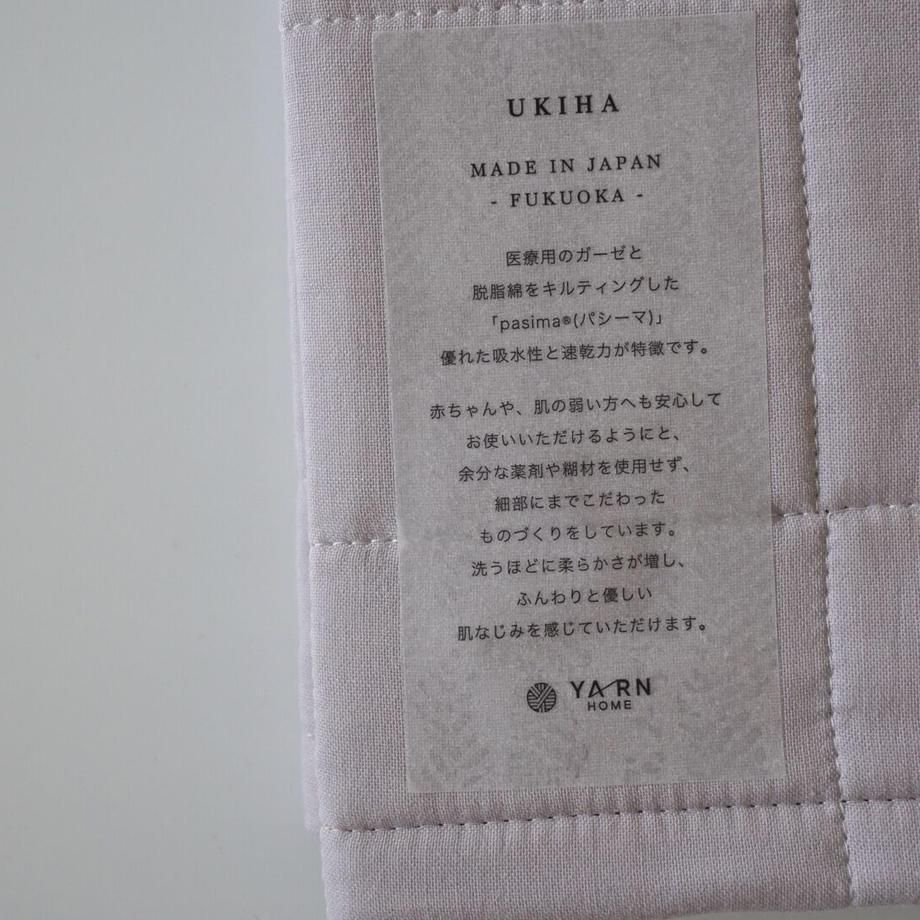 UKIHA
MADE IN JAPAN
- FUKUOKA -
医療用のガーゼと
脱脂綿をキルティングした
「pasima®(パシーマ)」
優れた吸水性と速乾力が特徴です。
赤ちゃんや、肌の弱い方へも安心して
お使いいただけるようにと、
余分な薬剤や糊材を使用せず、
細部にまでこだわった
ものづくりをしています。
洗うほどに柔らかさが増し、
ふんわりと優しい
肌なじみを感じていただけます。
YARN
HOME